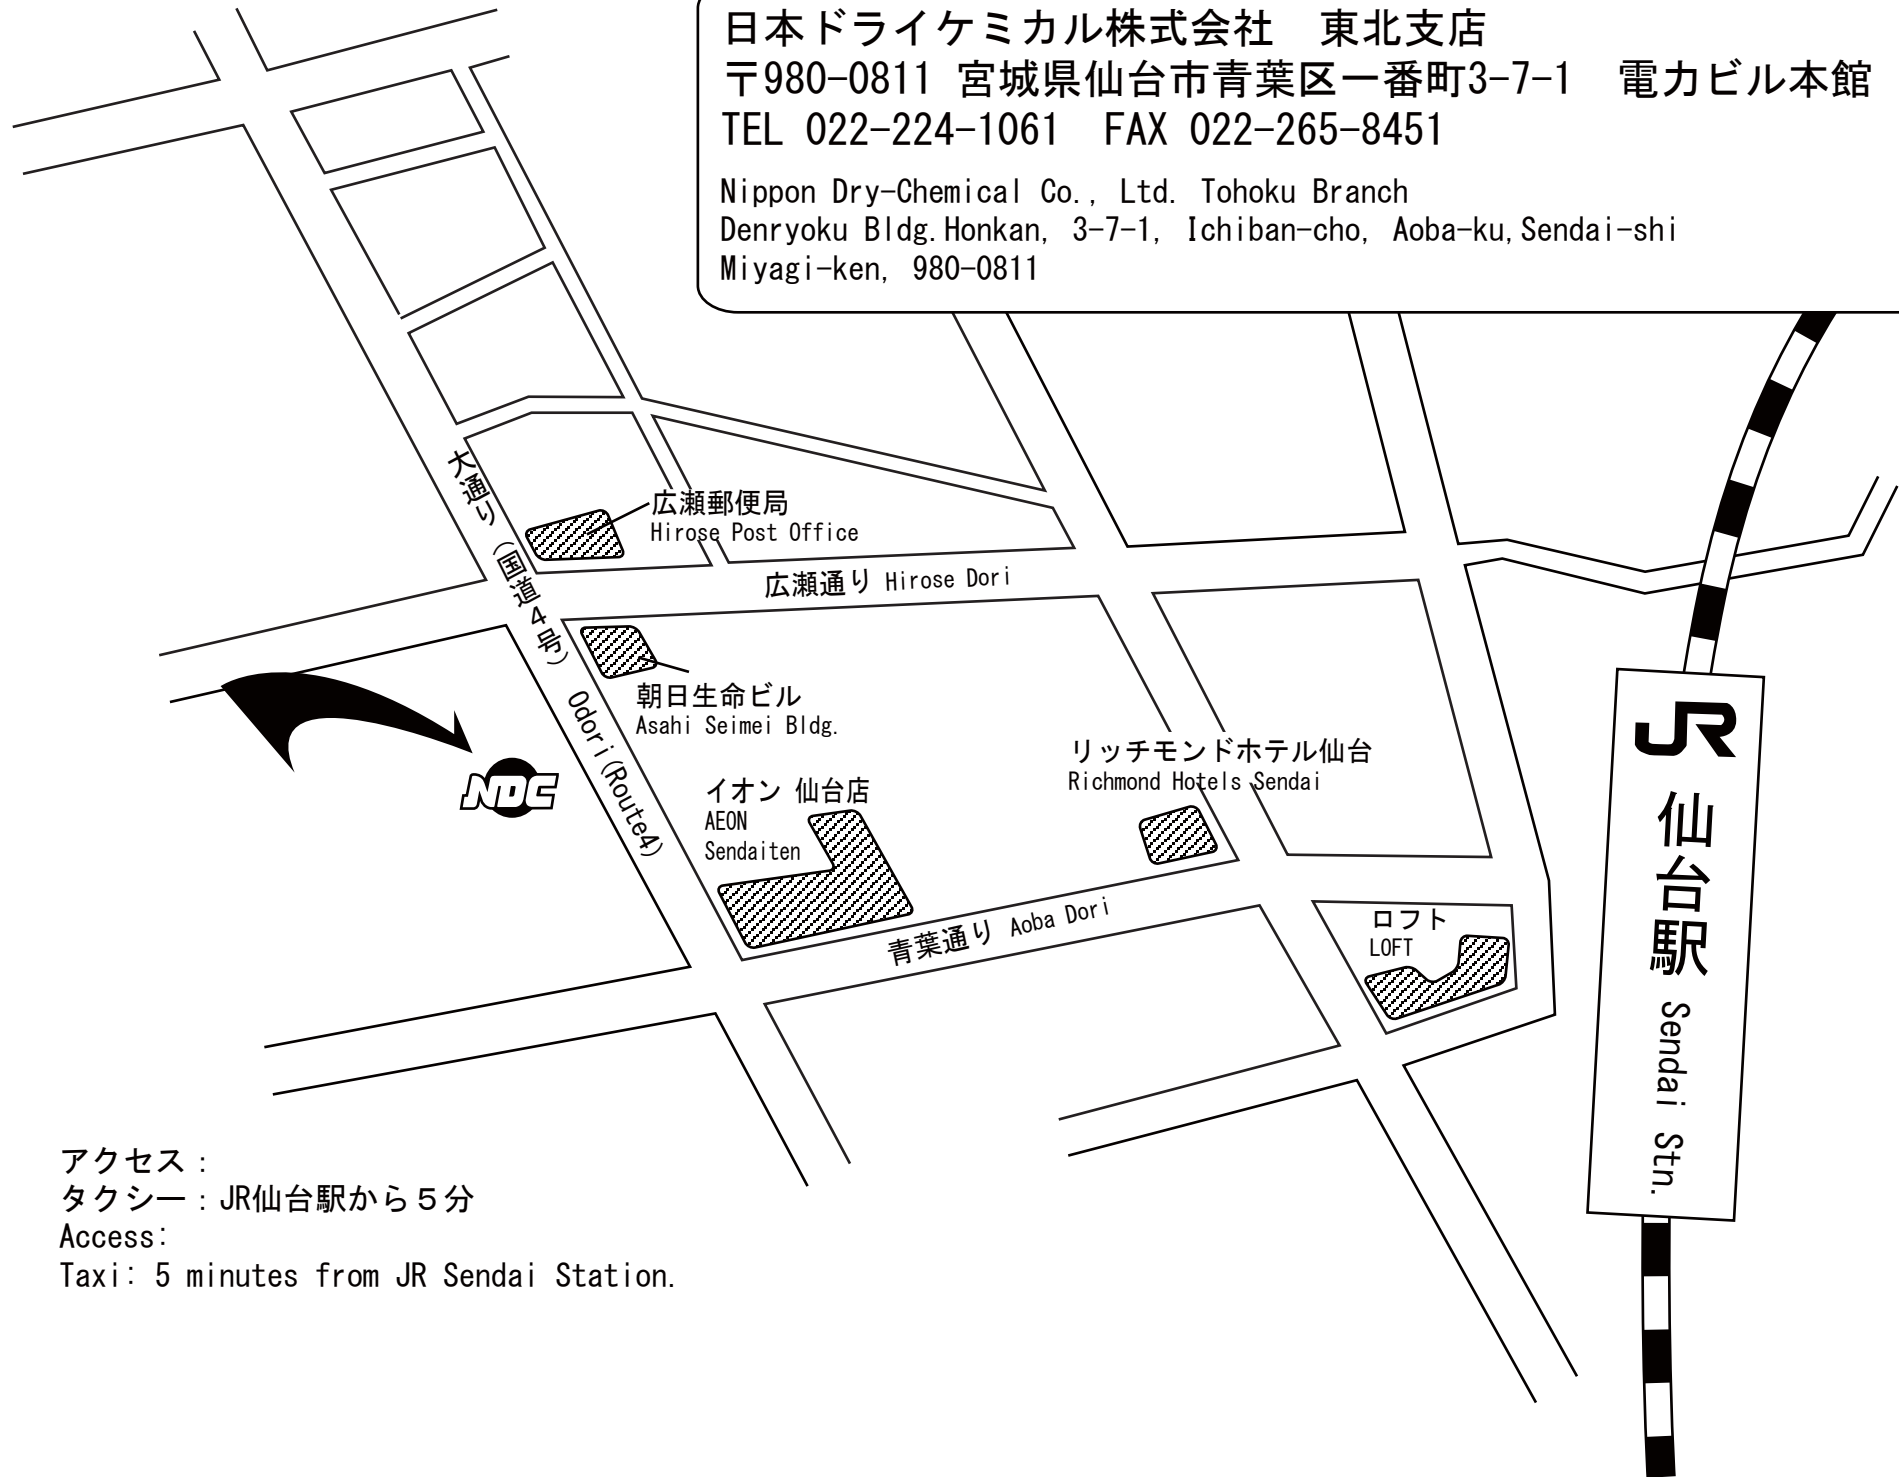 日本ドライケミカル株式会社　東北支店
〒980-0811 宮城県仙台市青葉区一番町3-7-1　電力ビル本館
TEL 022-224-1061　FAX 022-265-8451
Nippon Dry-Chemical Co., Ltd. Tohoku Branch
Denryoku Bldg.Honkan, 3-7-1, Ichiban-cho, Aoba-ku,Sendai-shi
Miyagi-ken, 980-0811
大通り（国道4号） Odori(Route4)
広瀬郵便局
Hirose Post Office
広瀬通り Hirose Dori
朝日生命ビル
Asahi Seimei Bldg.
NDC
イオン 仙台店
AEON
Sendaiten
リッチモンドホテル仙台
Richmond Hotels Sendai
青葉通り Aoba Dori
ロフト
LOFT
JR
仙台駅 Sendai Stn.
アクセス：
タクシー：JR仙台駅から５分
Access:
Taxi: 5 minutes from JR Sendai Station.